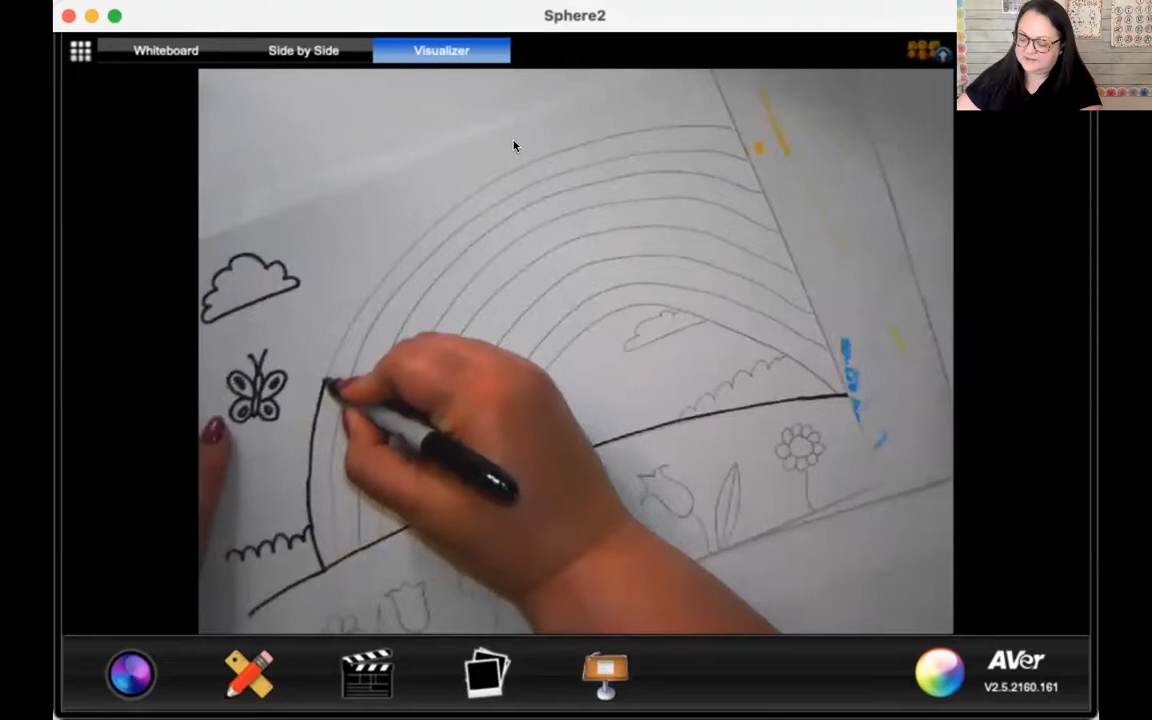 Sphere2
Whiteboard
Side by Side
Visualizer
AVer
V2.5.2160.161